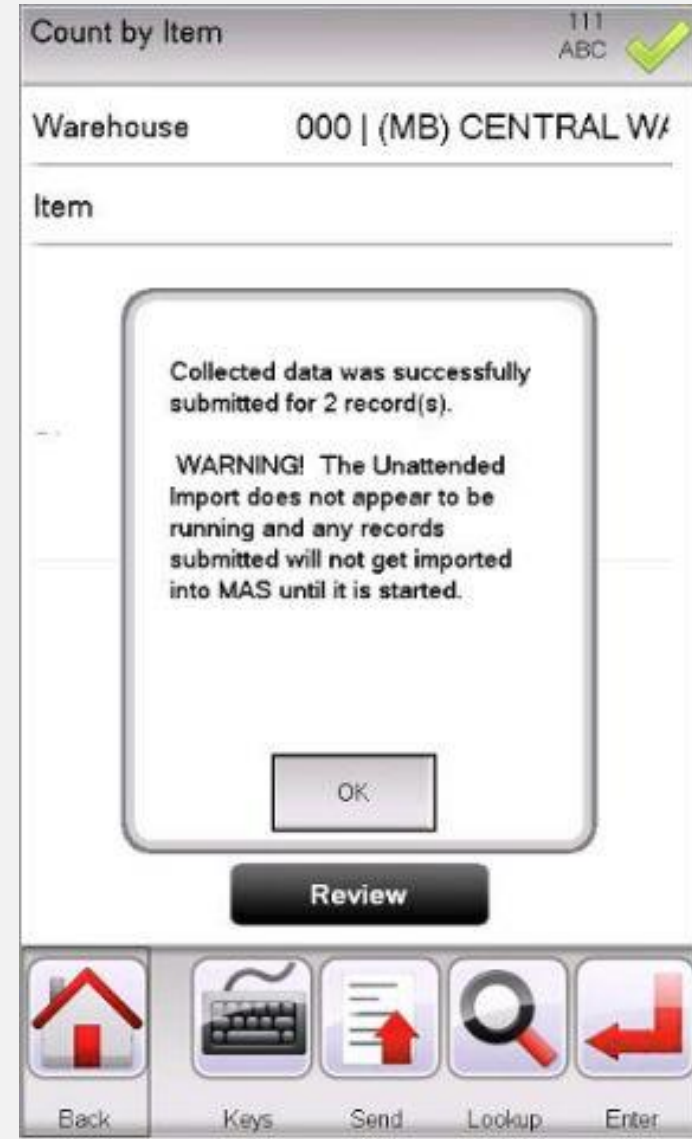 Count by Item
111
ABC
Warehouse 000 | (MB) CENTRAL WA
Item
Collected data was successfully
submitted for 2 record(s).
WARNING! The Unattended
Import does not appear to be
running and any records
submitted will not get imported
into MAS until it is started.
OK
Review
Back Keys Send Lookup Enter